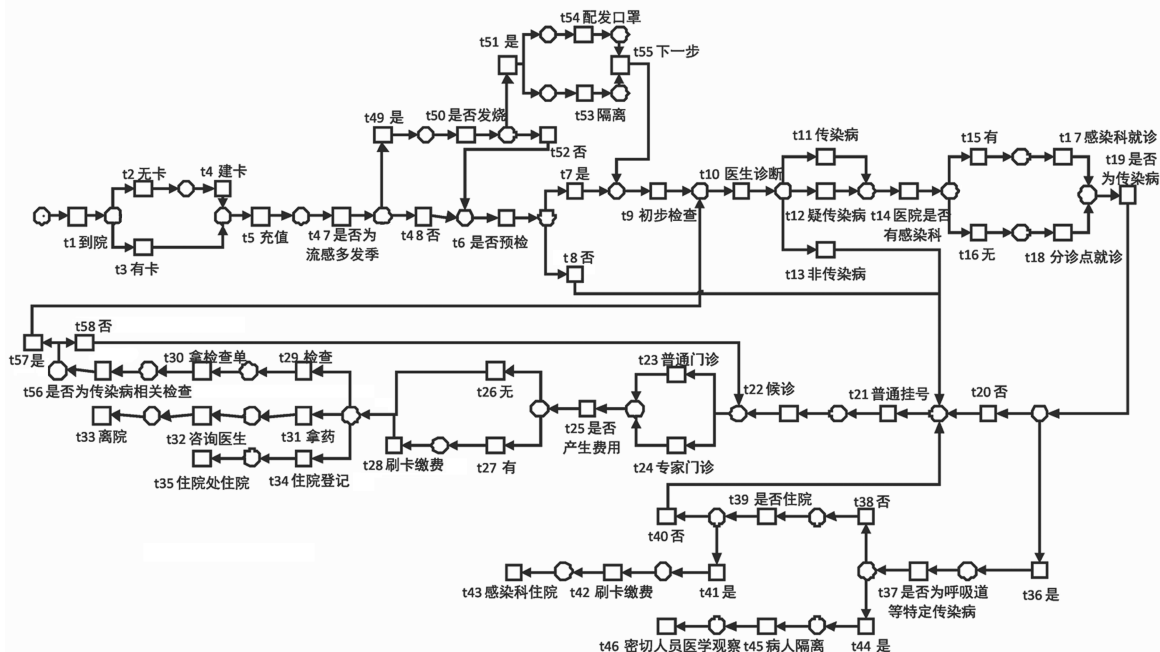 t54 配发口罩
t51 是
t55 下一步
t49 是
t50 是否发烧
t53 隔离
t52 否
t11 传染病
t15 有
t17 感染科就诊
t2 无卡
t4 建卡
t7 是
t10 医生诊断
t19 是否
为传染病
t1 到院
t3 有卡
t5 充值
t47 是否为
流感多发季
t48 否
t6 是否预检
t9 初步检查
t12 疑传染病
t14 医院是否
有感染科
t16 无
t18 分诊点就诊
t8 否
t13 非传染病
t58 否
t57 是
t30 拿检查单
t29 检查
t56 是否为传染病相关检查
t26 无
t23 普通门诊
t22 候诊
t21 普通挂号
t20 否
t33 离院
t32 咨询医生
t31 拿药
t25 是否
产生费用
t28 刷卡缴费
t27 有
t24 专家门诊
t35 住院处住院
t34 住院登记
t39 是否住院
t38 否
t40 否
t43 感染科住院
t42 刷卡缴费
t41 是
t37 是否为呼吸道
等特定传染病
t36 是
t46 密切人员医学观察
t45 病人隔离
t44 是